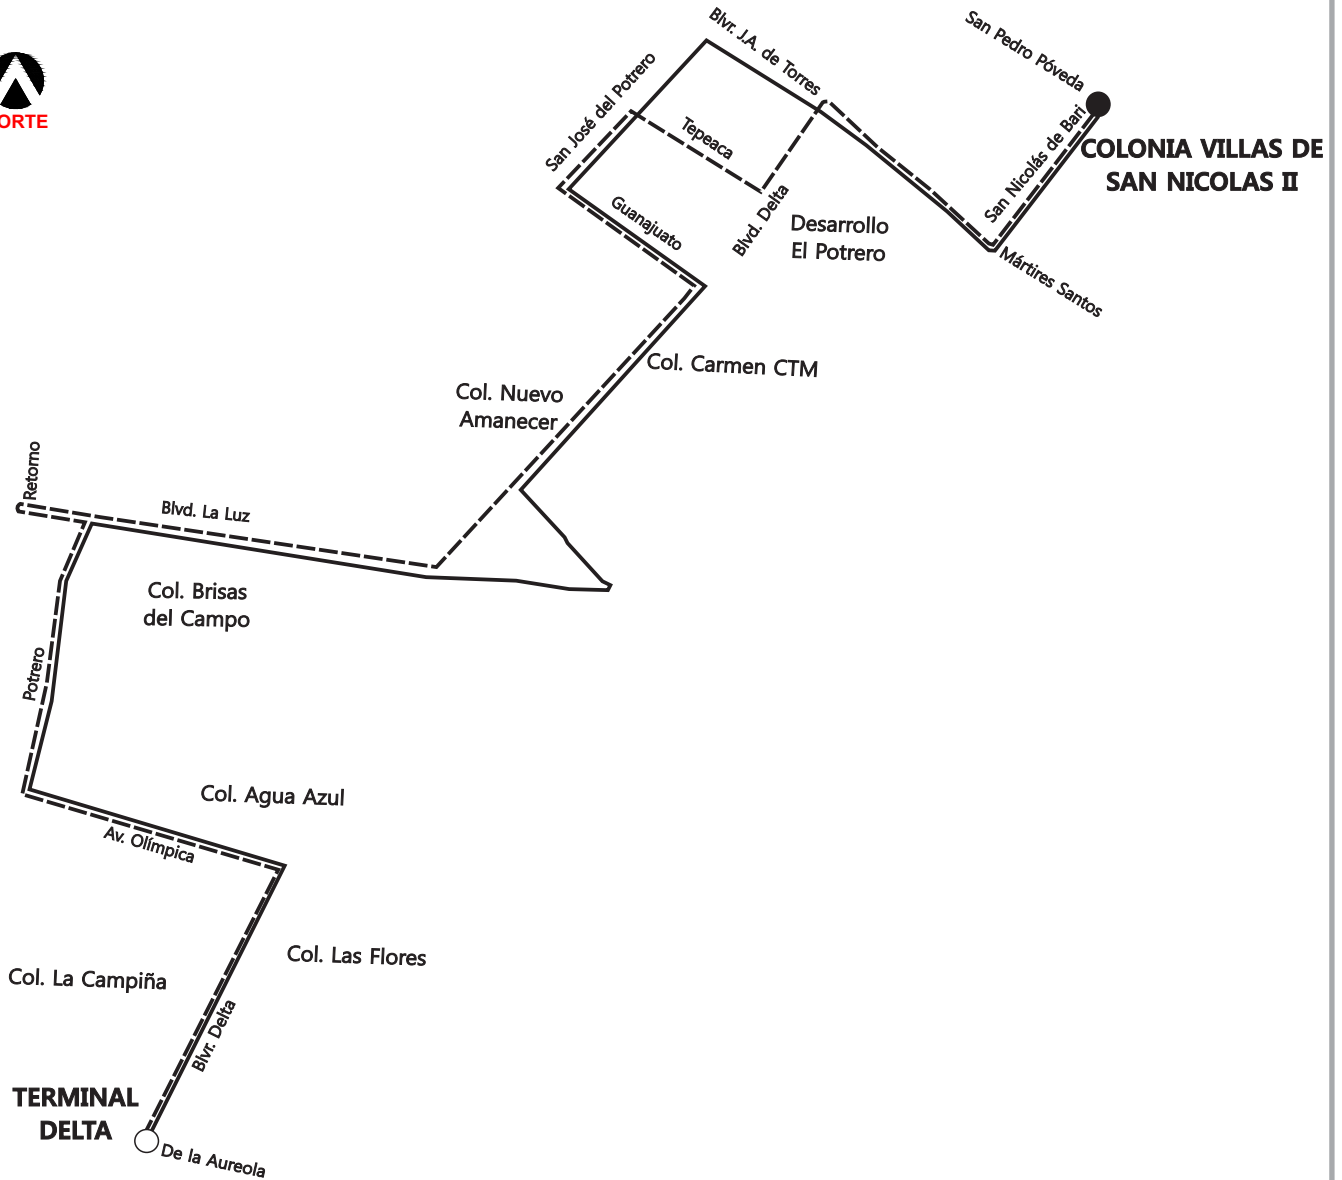 Blvr. J.A. de Torres
San Pedro Póveda
ORTE
San José del Potrero
Tepeaca
San Nicolás de Bari
COLONIA VILLAS DE
SAN NICOLAS II
Guanajuato
Blvd. Delta
Desarrollo
El Potrero
Mártires Santos
Col. Carmen CTM
Col. Nuevo
Amanecer
Retorno
Blvd. La Luz
Col. Brisas
del Campo
Potrero
Col. Agua Azul
Av. Olímpica
Col. Las Flores
Col. La Campiña
Blvr. Delta
TERMINAL
DELTA
De la Aureola